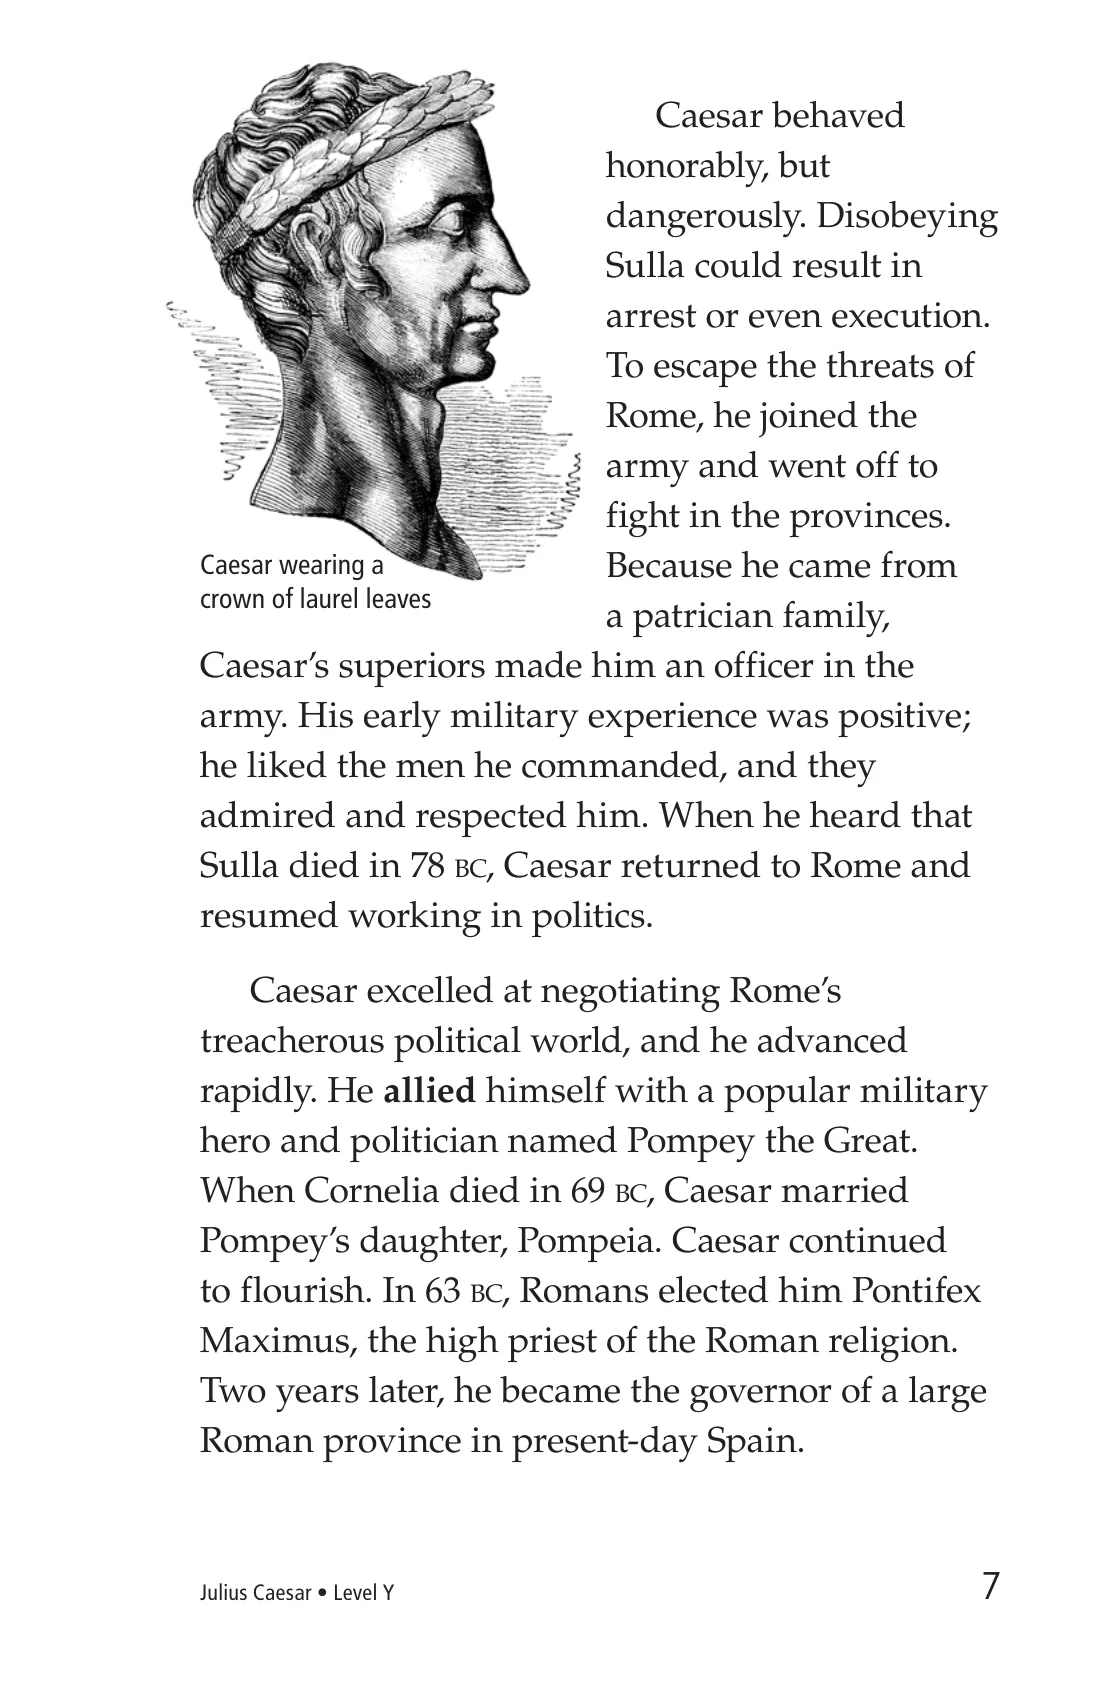 Caesar behaved
honorably, but
dangerously. Disobeying
Sulla could result in
arrest or even execution.
To escape the threats of
Rome, he joined the
army and went off to
fight in the provinces.
Because he came from
a patrician family,
Caesar wearing a
crown of laurel leaves
Caesar’s superiors made him an officer in the
army. His early military experience was positive;
he liked the men he commanded, and they
admired and respected him. When he heard that
Sulla died in 78 BC, Caesar returned to Rome and
resumed working in politics.
Caesar excelled at negotiating Rome’s
treacherous political world, and he advanced
rapidly. He allied himself with a popular military
hero and politician named Pompey the Great.
When Cornelia died in 69 BC, Caesar married
Pompey’s daughter, Pompeia. Caesar continued
to flourish. In 63 BC, Romans elected him Pontifex
Maximus, the high priest of the Roman religion.
Two years later, he became the governor of a large
Roman province in present-day Spain.
Julius Caesar • Level Y
7